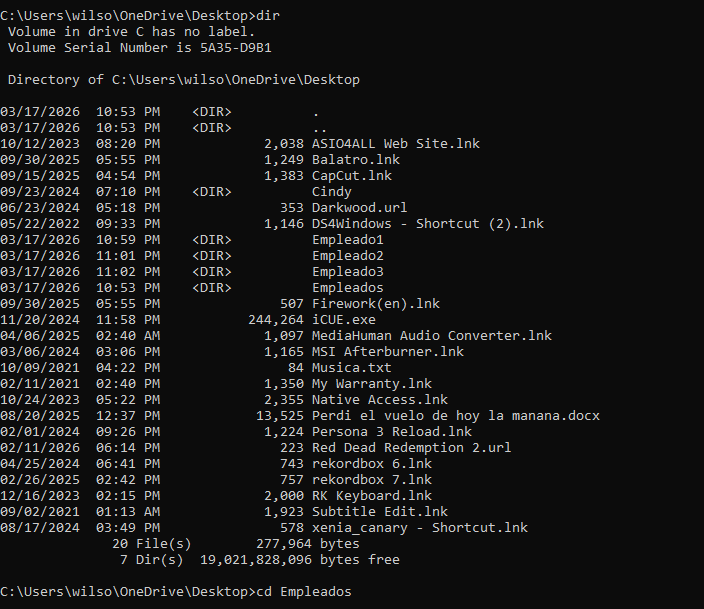 C:\Users\wilso\OneDrive\Desktop>dir
 Volume in drive C has no label.
 Volume Serial Number is 5A35-D9B1

 Directory of C:\Users\wilso\OneDrive\Desktop

03/17/2026  10:53 PM    <DIR>          .
03/17/2026  10:53 PM    <DIR>          ..
10/12/2023  08:20 PM             2,038 ASIO4ALL Web Site.lnk
09/30/2025  05:55 PM             1,249 Balatro.lnk
09/15/2025  04:54 PM             1,383 CapCut.lnk
09/23/2024  07:10 PM    <DIR>          Cindy
06/23/2024  05:18 PM               353 Darkwood.url
05/22/2022  09:33 PM             1,146 DS4Windows - Shortcut (2).lnk
03/17/2026  10:59 PM    <DIR>          Empleado1
03/17/2026  11:01 PM    <DIR>          Empleado2
03/17/2026  11:02 PM    <DIR>          Empleado3
03/17/2026  10:53 PM    <DIR>          Empleados
09/30/2025  05:55 PM               507 Firework(en).lnk
11/20/2024  11:58 PM           244,264 iCUE.exe
04/06/2025  02:40 AM             1,097 MediaHuman Audio Converter.lnk
03/06/2024  03:06 PM             1,165 MSI Afterburner.lnk
10/09/2021  04:22 PM                84 Musica.txt
02/11/2021  02:40 PM             1,350 My Warranty.lnk
10/24/2023  05:22 PM             2,355 Native Access.lnk
08/20/2025  12:37 PM            13,525 Perdi el vuelo de hoy la manana.docx
02/01/2024  09:26 PM             1,224 Persona 3 Reload.lnk
02/11/2026  06:14 PM               223 Red Dead Redemption 2.url
04/25/2024  06:41 PM               743 rekordbox 6.lnk
02/26/2025  02:42 PM               757 rekordbox 7.lnk
12/16/2023  02:15 PM             2,000 RK Keyboard.lnk
09/02/2021  01:13 AM             1,923 Subtitle Edit.lnk
08/17/2024  03:49 PM               578 xenia_canary - Shortcut.lnk
              20 File(s)        277,964 bytes
               7 Dir(s)  19,021,828,096 bytes free

C:\Users\wilso\OneDrive\Desktop>cd Empleados